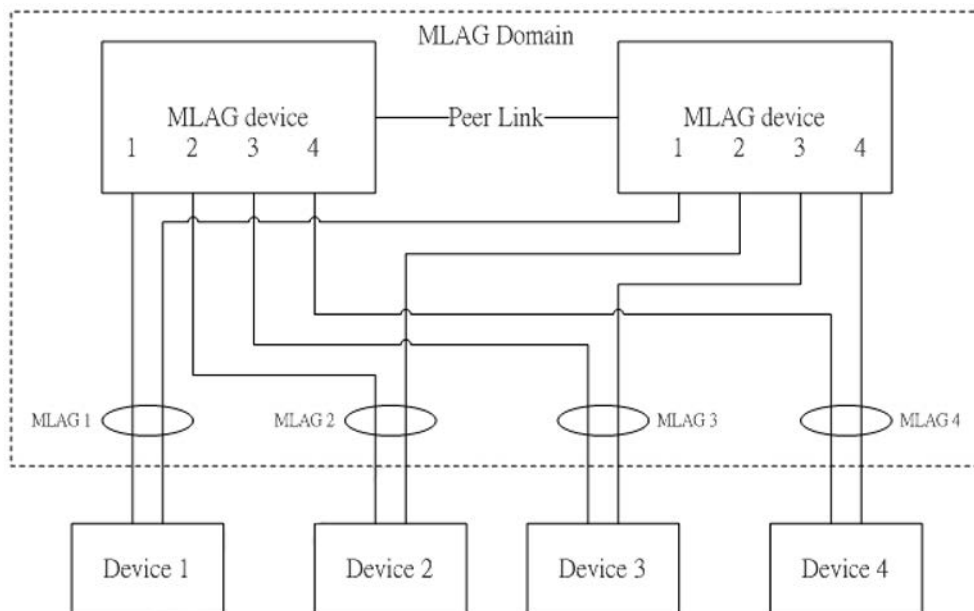 MLAG Domain
MLAG device
1 2 3 4
Peer Link
MLAG device
1 2 3 4
MLAG 1
MLAG 2
MLAG 3
MLAG 4
Device 1
Device 2
Device 3
Device 4